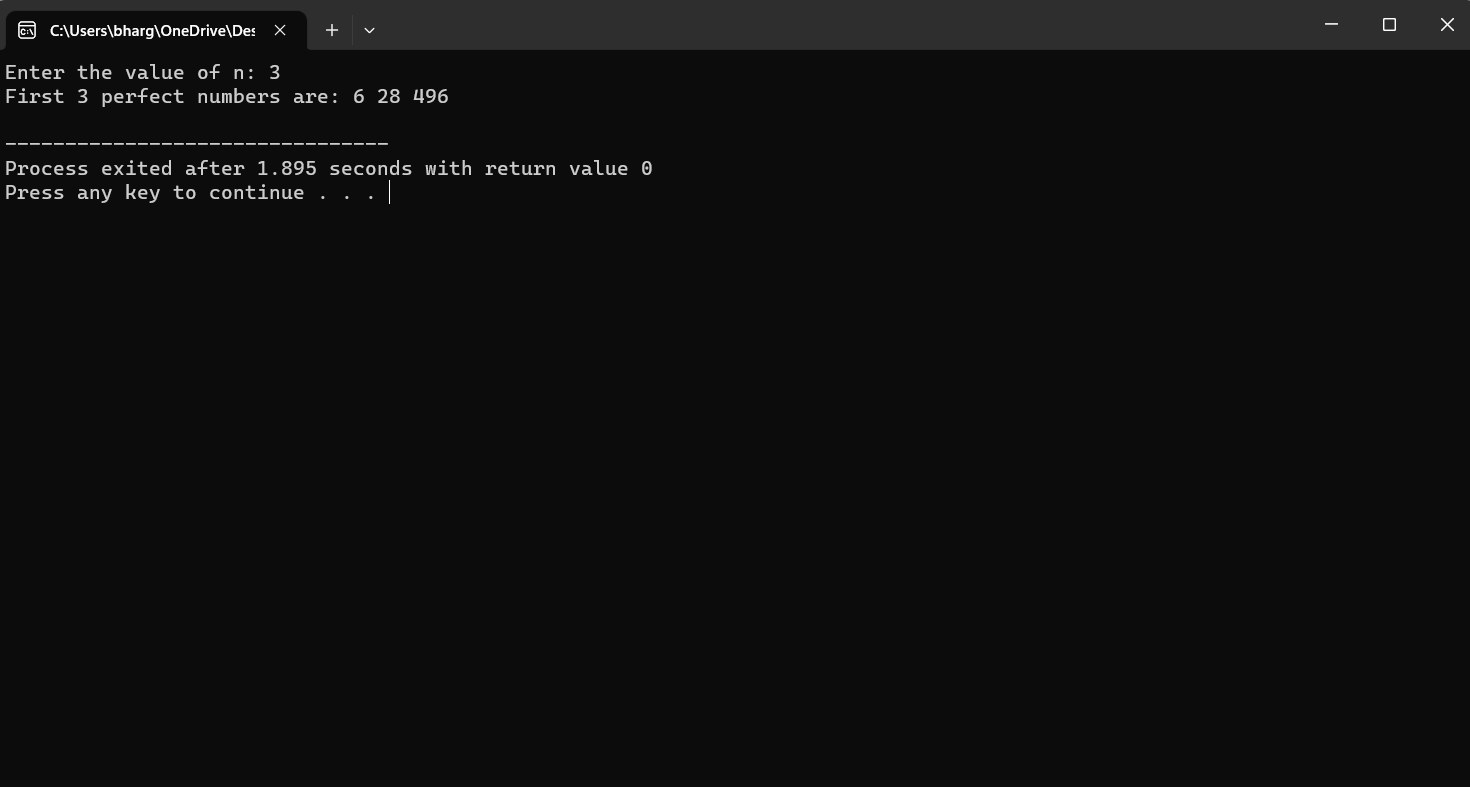 C:\Users\bharg\OneDrive\Des
Enter the value of n: 3
First 3 perfect numbers are: 6 28 496
--------------------------------
Process exited after 1.895 seconds with return value 0
Press any key to continue . . .